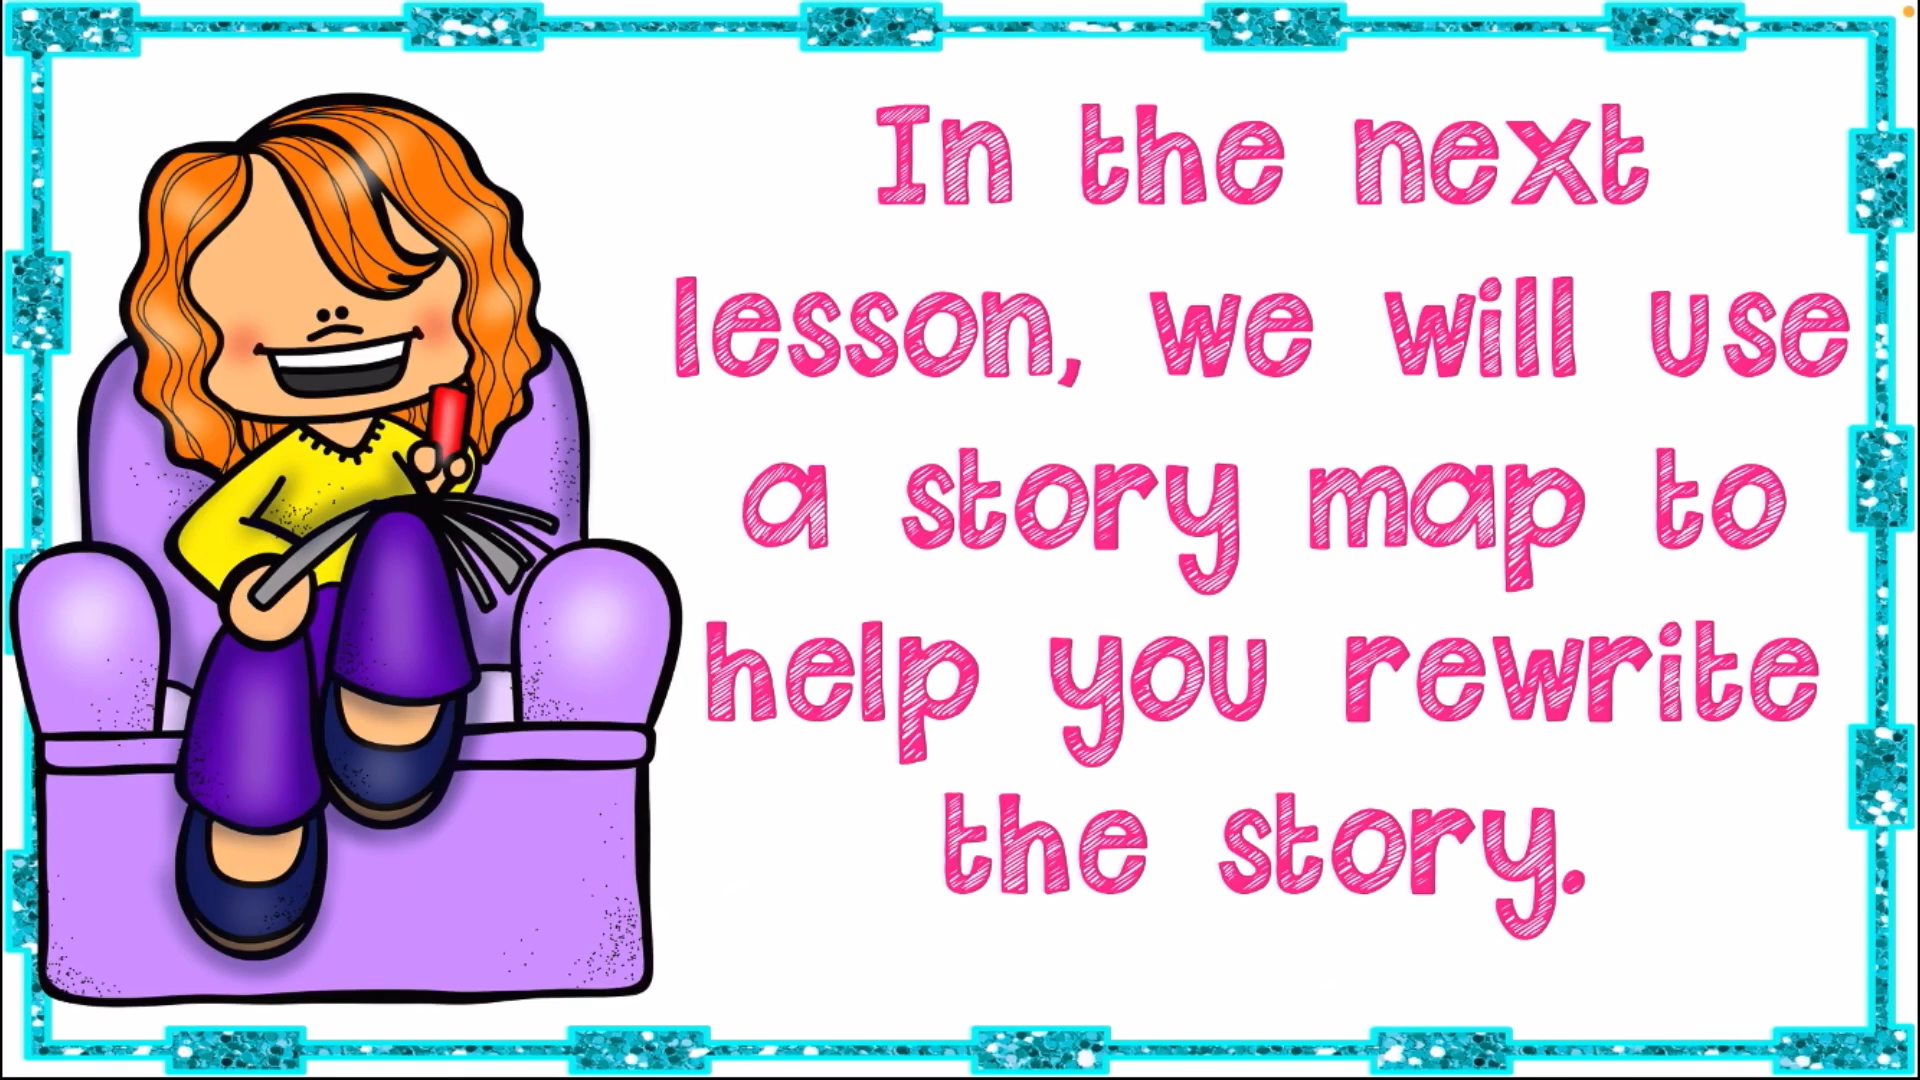 In the next
lesson, we will use
a story map to
help you rewrite
the story.